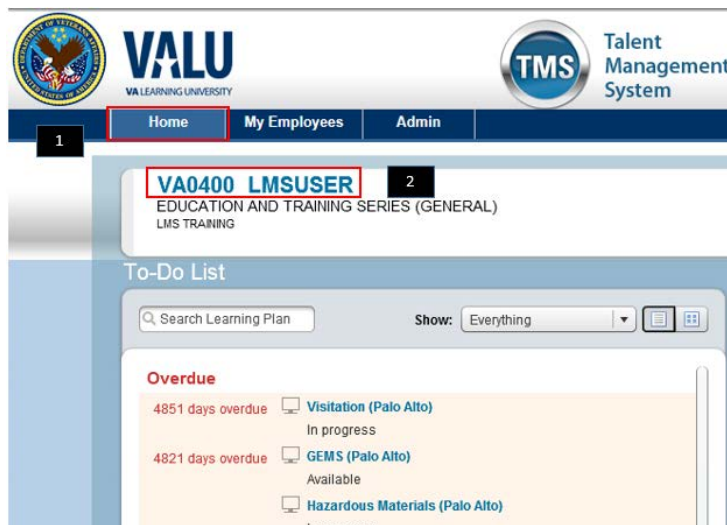 VALU
VA LEARNING UNIVERSITY
TMS
Talent
Management
System
Home My Employees Admin
1
VA0400 LMSUSER
2
EDUCATION AND TRAINING SERIES (GENERAL)
LMS TRAINING
To-Do List
Search Learning Plan Show: Everything
Overdue
4851 days overdue Visitation (Palo Alto)
In progress
4821 days overdue GEMS (Palo Alto)
Available
Hazardous Materials (Palo Alto)